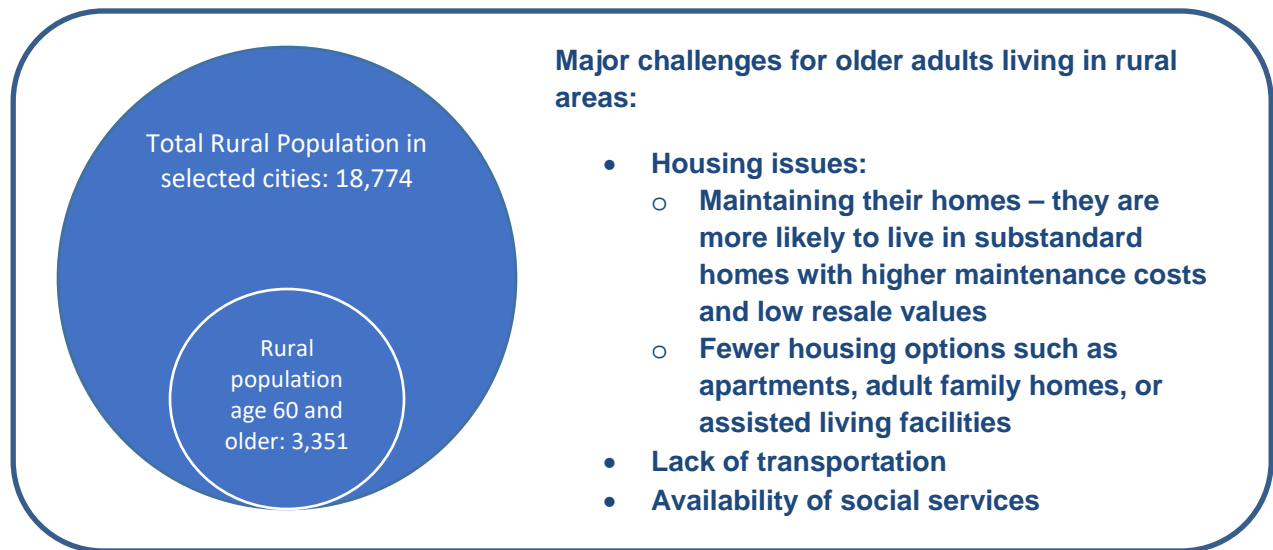 Total Rural Population in
selected cities: 18,774
Rural
population
age 60 and
older: 3,351
Major challenges for older adults living in rural
areas:
• Housing issues:
o Maintaining their homes – they are
more likely to live in substandard
homes with higher maintenance costs
and low resale values
o Fewer housing options such as
apartments, adult family homes, or
assisted living facilities
• Lack of transportation
• Availability of social services